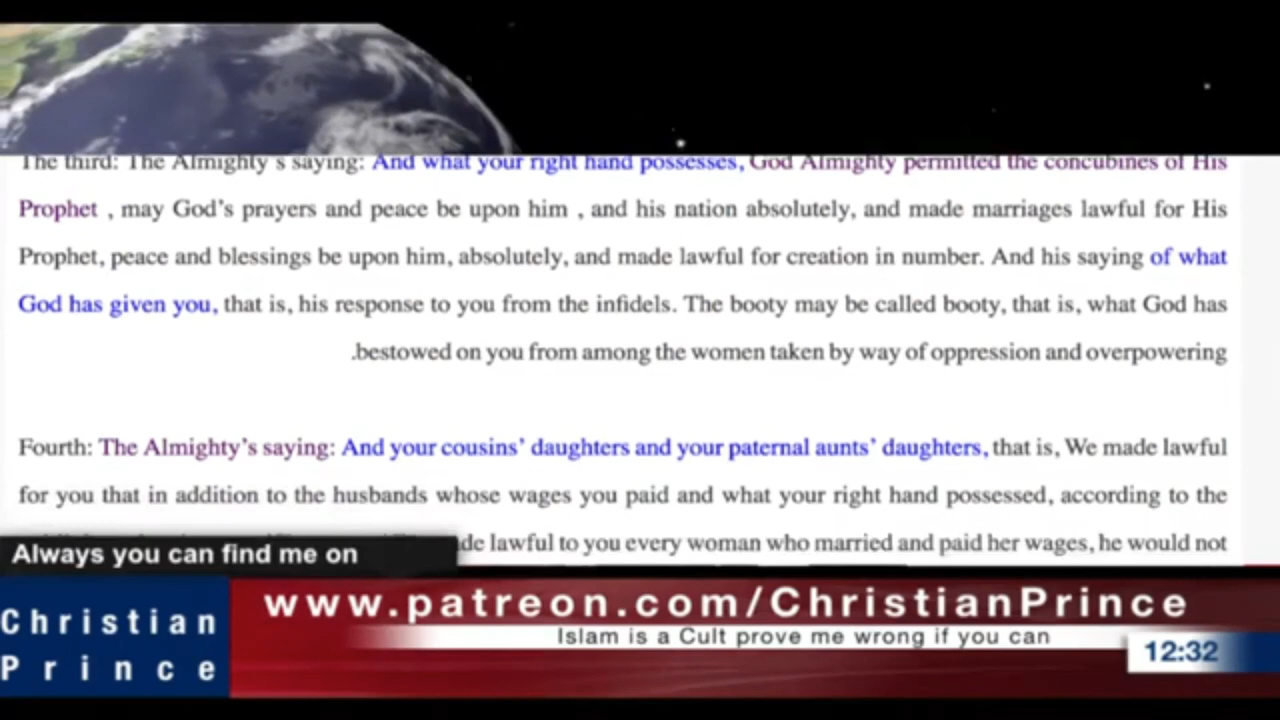 The third: The Almighty's saying: And what your right hand possesses, God Almighty permitted the concubines of His
Prophet , may God's prayers and peace be upon him , and his nation absolutely, and made marriages lawful for His
Prophet, peace and blessings be upon him, absolutely, and made lawful for creation in number. And his saying of what
God has given you, that is, his response to you from the infidels. The booty may be called booty, that is, what God has
.bestowed on you from among the women taken by way of oppression and overpowering
Fourth: The Almighty's saying: And your cousins' daughters and your paternal aunts' daughters, that is, We made lawful
for you that in addition to the husbands whose wages you paid and what your right hand possessed, according to the
lawful to you every woman who married and paid her wages, he would not
Always you can find me on
www.patreon.com/ChristianPrince
Christian
Prince
Islam is a Cult prove me wrong if you can
12:32